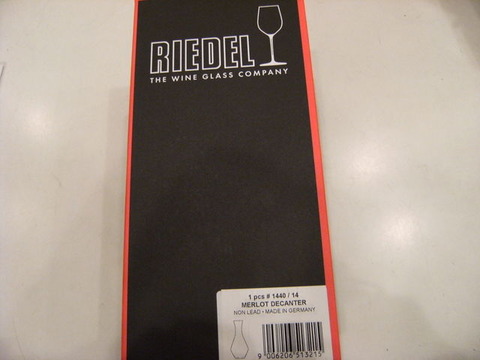 RIEDEL
THE WINE GLASS COMPANY
1 pcs # 1440 / 14
MERLOT DECANTER
NON LEAD • MADE IN GERMANY
9 006206 513215